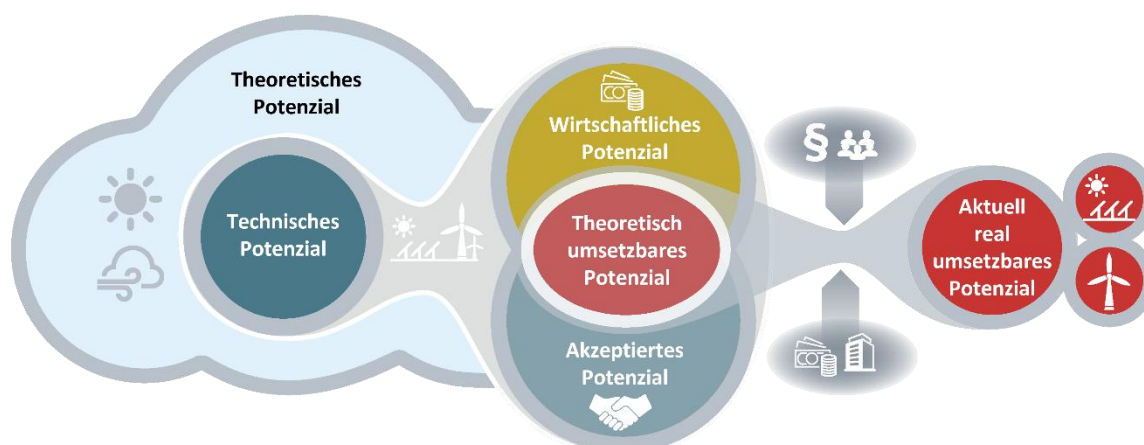 Theoretisches
Potenzial
Technisches
Potenzial
Wirtschaftliches
Potenzial
Theoretisch
umsetzbares
Potenzial
Akzeptiertes
Potenzial
§
Aktuell
real
umsetzbares
Potenzial